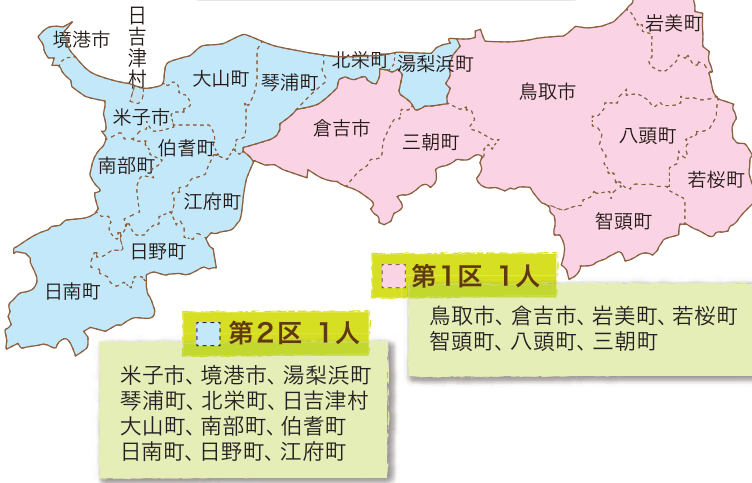 日吉津村
境港市
岩美町
北栄町
湯梨浜町
大山町
琴浦町
鳥取市
米子市
倉吉市
八頭町
三朝町
伯耆町
南部町
若桜町
江府町
智頭町
日野町
日南町
第1区 1人
鳥取市、倉吉市、岩美町、若桜町
智頭町、八頭町、三朝町
第2区 1人
米子市、境港市、湯梨浜町
琴浦町、北栄町、日吉津村
大山町、南部町、伯耆町
日南町、日野町、江府町